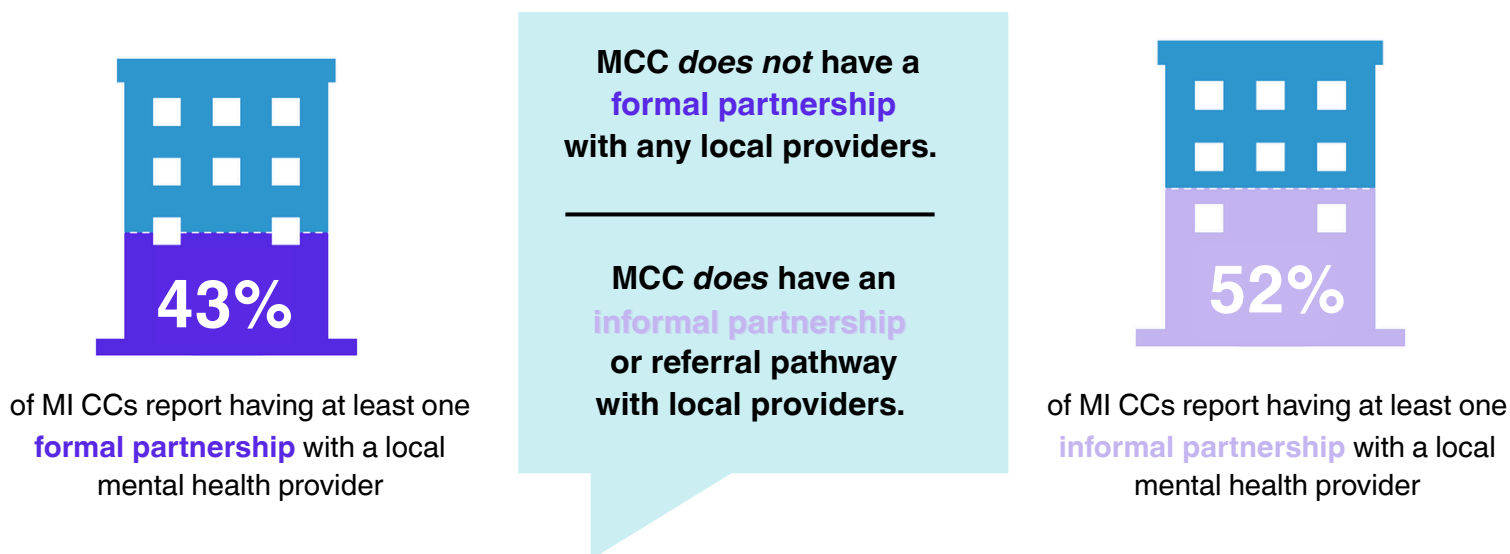 43%
of MI CCs report having at least one
formal partnership with a local
mental health provider
MCC does not have a
formal partnership
with any local providers.
MCC does have an
informal partnership
or referral pathway
with local providers.
52%
of MI CCs report having at least one
informal partnership with a local
mental health provider